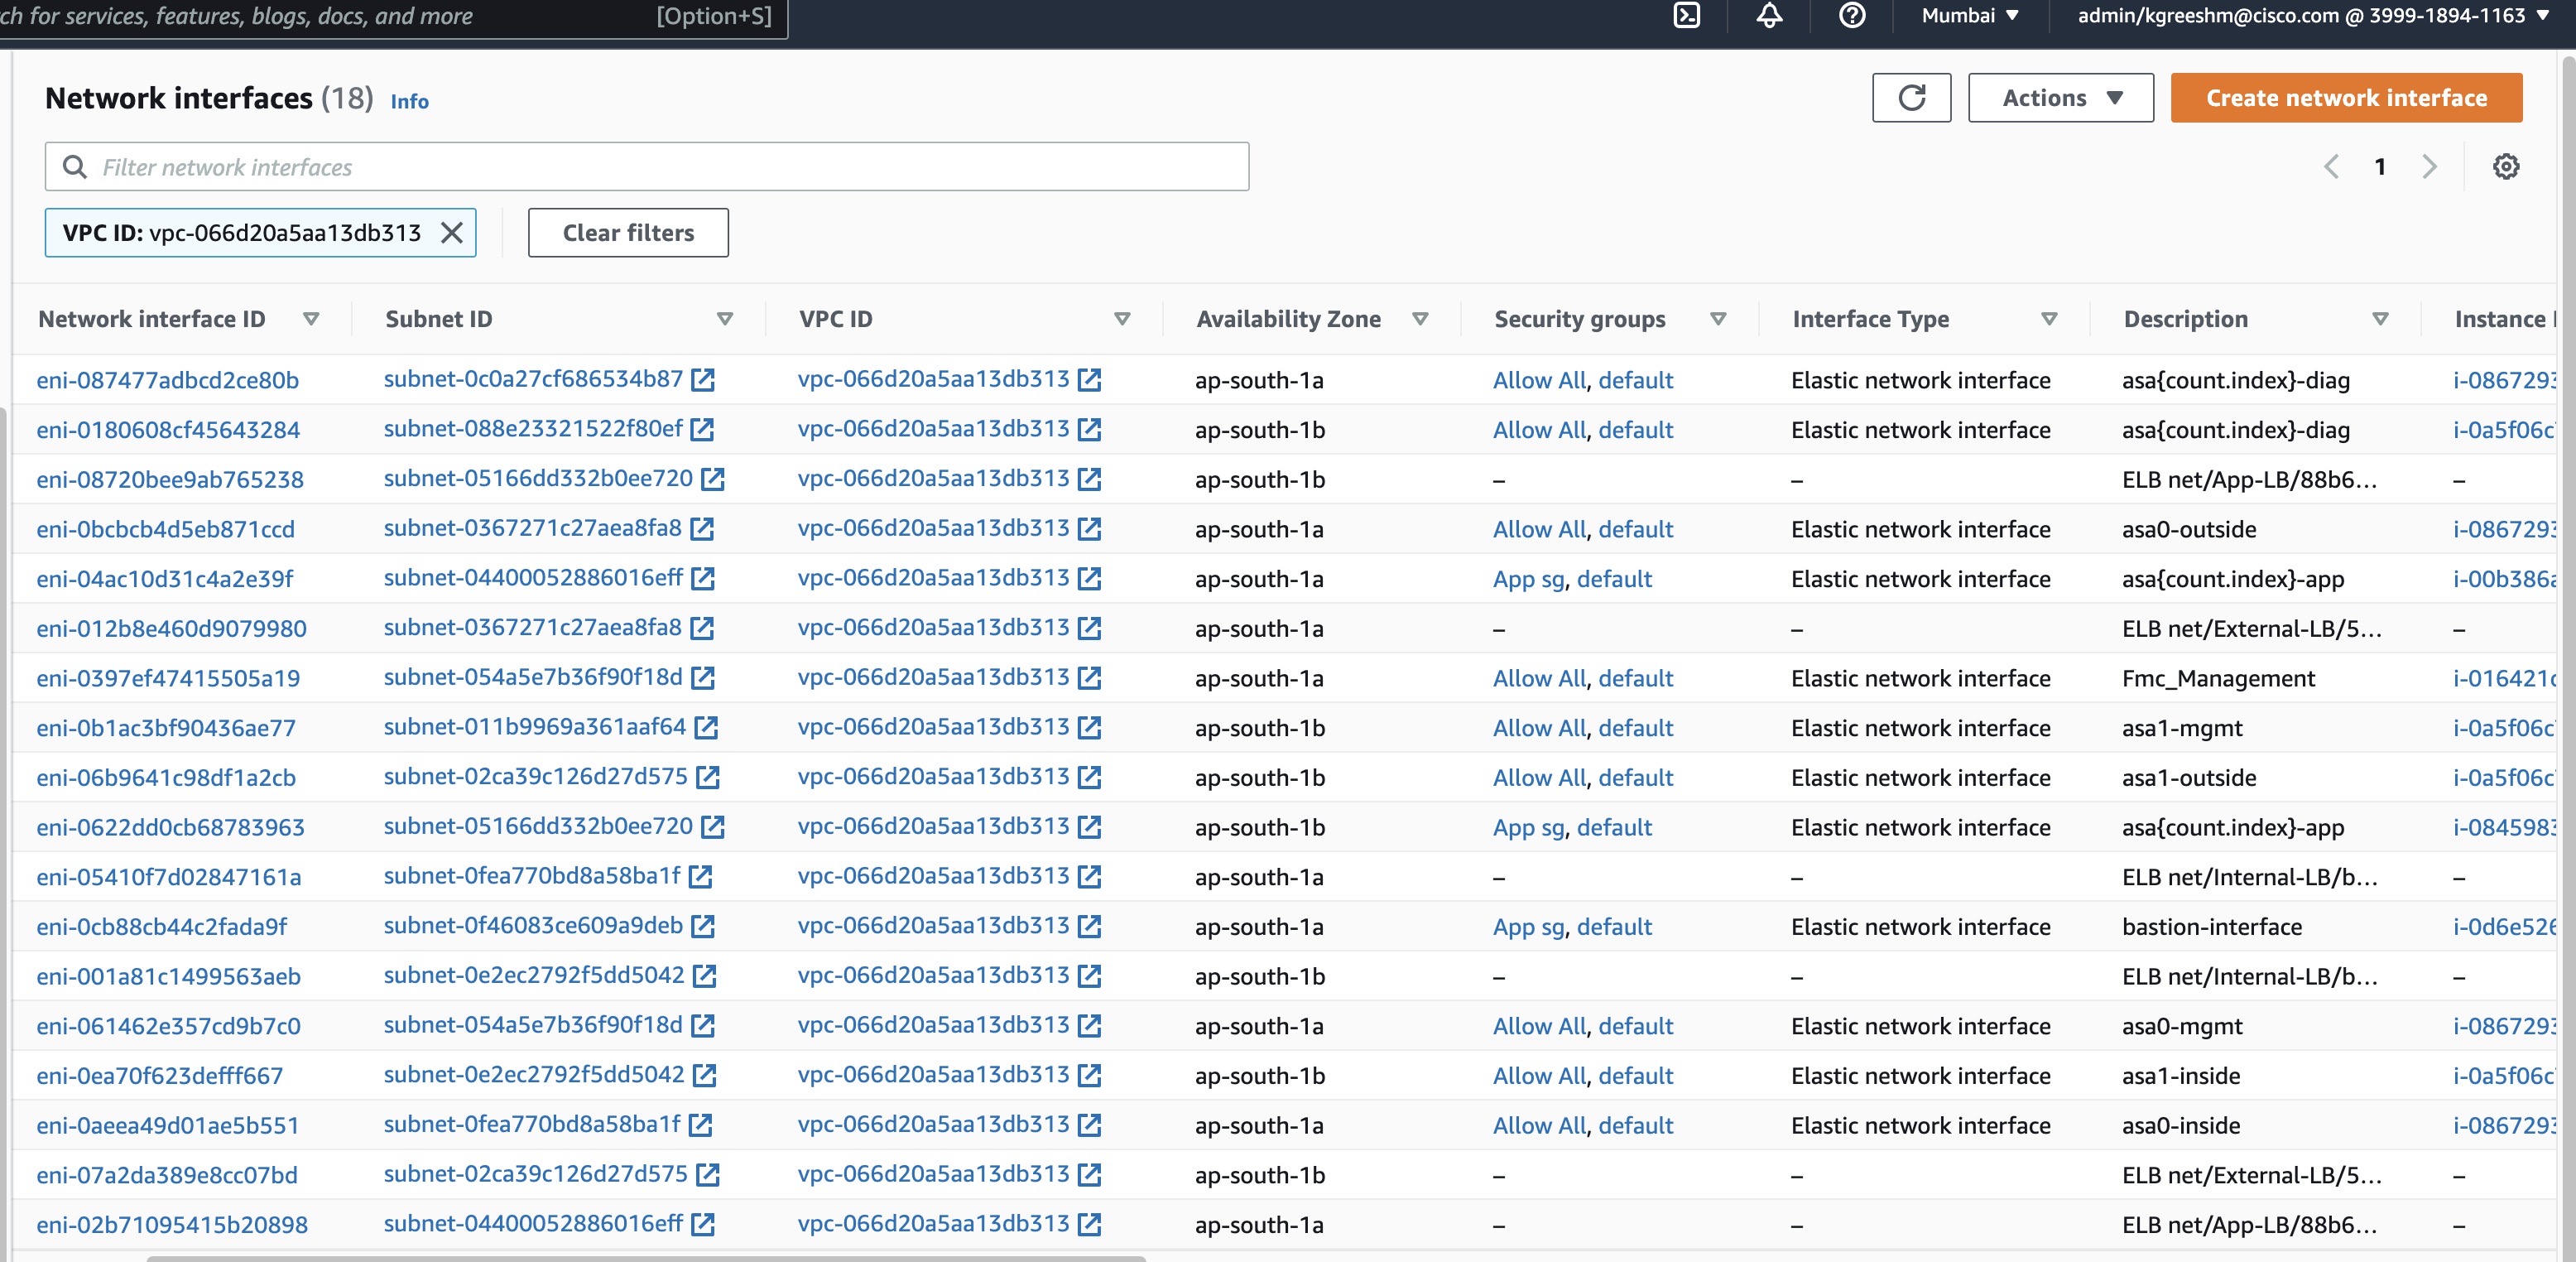 ch for services, features, blogs, docs, and more [Option+S] Mumbai admin/kgreeshm@cisco.com @ 3999-1894-1163
Network interfaces (18) Info Actions Create network interface
Filter network interfaces 1
VPC ID: vpc-066d20a5aa13db313 Clear filters
Network interface ID Subnet ID VPC ID Availability Zone Security groups Interface Type Description Instance
eni-087477adbcd2ce80b subnet-0c0a27cf686534b87 vpc-066d20a5aa13db313 ap-south-1a Allow All, default Elastic network interface asa{count.index}-diag i-0867293
eni-0180608cf45643284 subnet-088e23321522f80ef vpc-066d20a5aa13db313 ap-south-1b Allow All, default Elastic network interface asa{count.index}-diag i-0a5f06c
eni-08720bee9ab765238 subnet-05166dd332b0ee720 vpc-066d20a5aa13db313 ap-south-1b – – ELB net/App-LB/88b6... –
eni-0bcbcb4d5eb871ccd subnet-0367271c27aea8fa8 vpc-066d20a5aa13db313 ap-south-1a Allow All, default Elastic network interface asa0-outside i-0867293
eni-04ac10d31c4a2e39f subnet-04400052886016eff vpc-066d20a5aa13db313 ap-south-1a App sg, default Elastic network interface asa{count.index}-app i-00b386a
eni-012b8e460d9079980 subnet-0367271c27aea8fa8 vpc-066d20a5aa13db313 ap-south-1a – – ELB net/External-LB/5... –
eni-0397ef47415505a19 subnet-054a5e7b36f90f18d vpc-066d20a5aa13db313 ap-south-1a Allow All, default Elastic network interface Fmc_Management i-016421c
eni-0b1ac3bf90436ae77 subnet-011b9969a361aaf64 vpc-066d20a5aa13db313 ap-south-1b Allow All, default Elastic network interface asa1-mgmt i-0a5f06c
eni-06b9641c98df1a2cb subnet-02ca39c126d27d575 vpc-066d20a5aa13db313 ap-south-1b Allow All, default Elastic network interface asa1-outside i-0a5f06c
eni-0622dd0cb68783963 subnet-05166dd332b0ee720 vpc-066d20a5aa13db313 ap-south-1b App sg, default Elastic network interface asa{count.index}-app i-0845983
eni-05410f7d02847161a subnet-0fea770bd8a58ba1f vpc-066d20a5aa13db313 ap-south-1a – – ELB net/Internal-LB/b... –
eni-0cb88cb44c2fada9f subnet-0f46083ce609a9deb vpc-066d20a5aa13db313 ap-south-1a App sg, default Elastic network interface bastion-interface i-0d6e526
eni-001a81c1499563aeb subnet-0e2ec2792f5dd5042 vpc-066d20a5aa13db313 ap-south-1b – – ELB net/Internal-LB/b... –
eni-061462e357cd9b7c0 subnet-054a5e7b36f90f18d vpc-066d20a5aa13db313 ap-south-1a Allow All, default Elastic network interface asa0-mgmt i-0867293
eni-0ea70f623defff667 subnet-0e2ec2792f5dd5042 vpc-066d20a5aa13db313 ap-south-1b Allow All, default Elastic network interface asa1-inside i-0a5f06c
eni-0aeea49d01ae5b551 subnet-0fea770bd8a58ba1f vpc-066d20a5aa13db313 ap-south-1a Allow All, default Elastic network interface asa0-inside i-0867293
eni-07a2da389e8cc07bd subnet-02ca39c126d27d575 vpc-066d20a5aa13db313 ap-south-1b – – ELB net/External-LB/5... –
eni-02b71095415b20898 subnet-04400052886016eff vpc-066d20a5aa13db313 ap-south-1a – – ELB net/App-LB/88b6... –